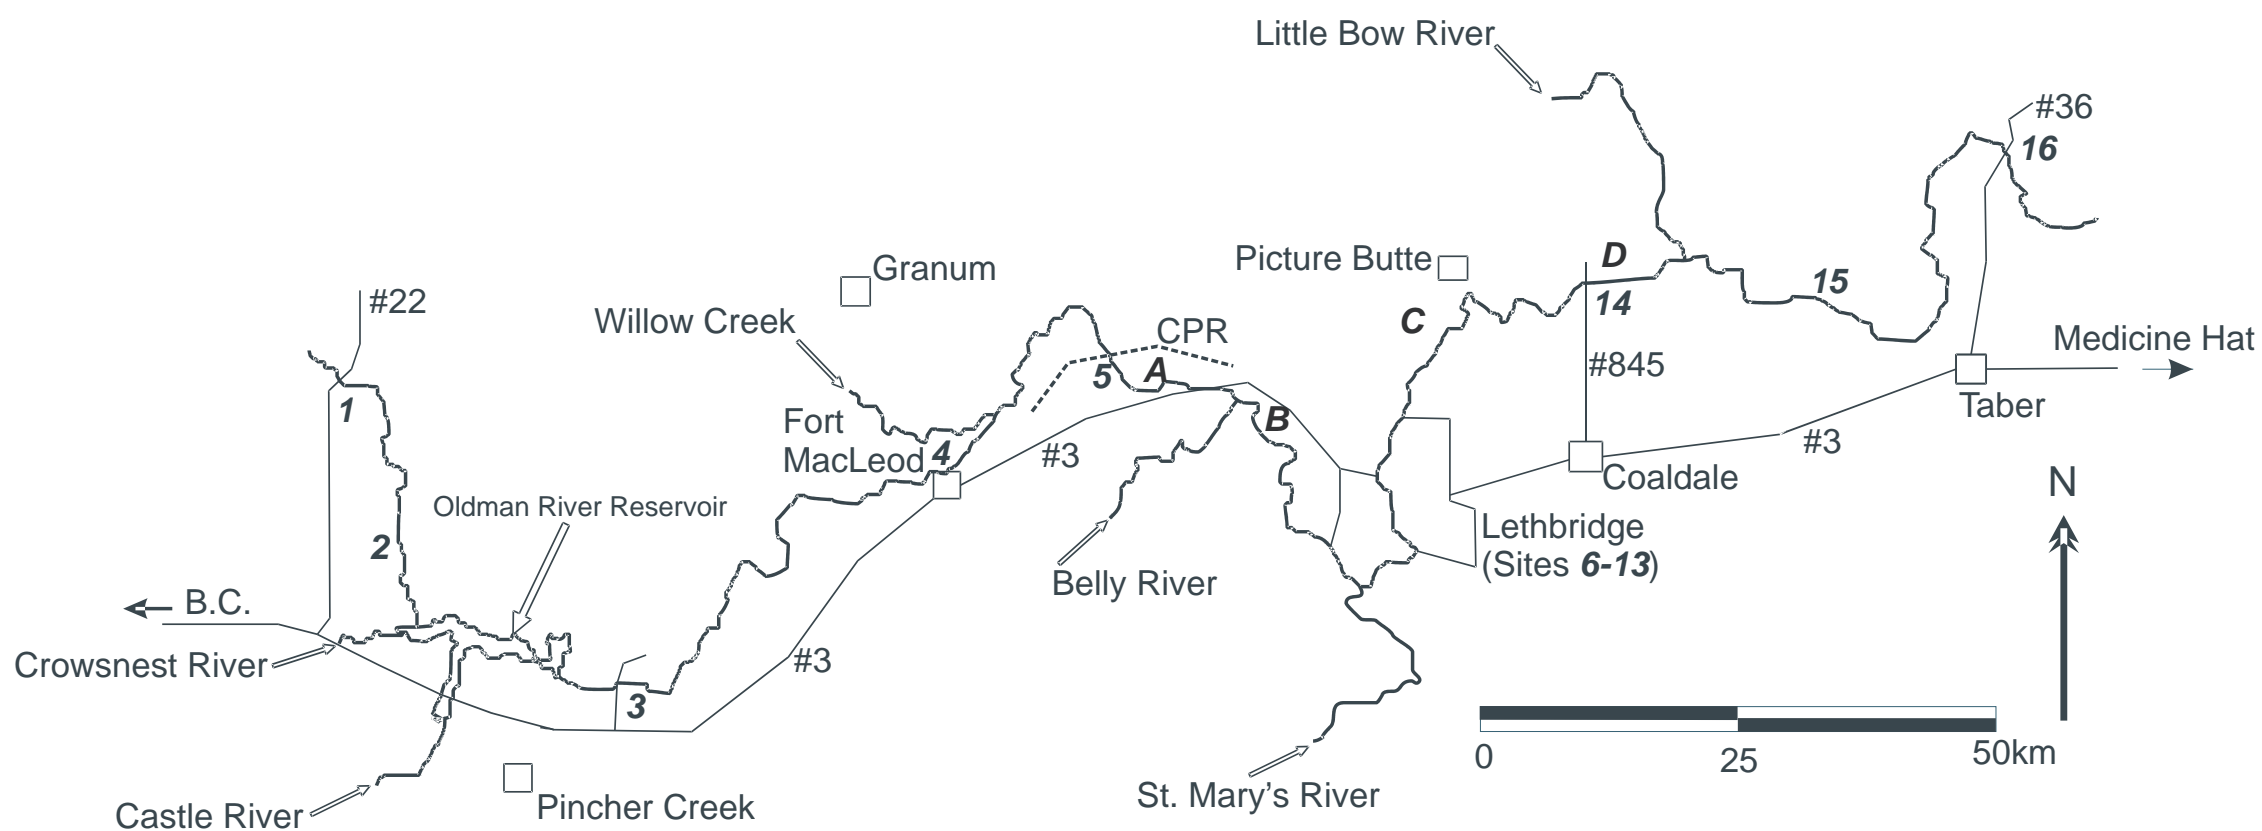 Little Bow River
#36
16
Picture Butte
D
Granum
14
15
#22
Willow Creek
C
CPR
Medicine Hat
5
A
#845
1
Fort
MacLeod
4
B
Taber
#3
#3
Coaldale
N
Oldman River Reservoir
Lethbridge
(Sites 6-13)
2
Belly River
B.C.
Crowsnest River
#3
3
0
25
50km
Castle River
Pincher Creek
St. Mary’s River